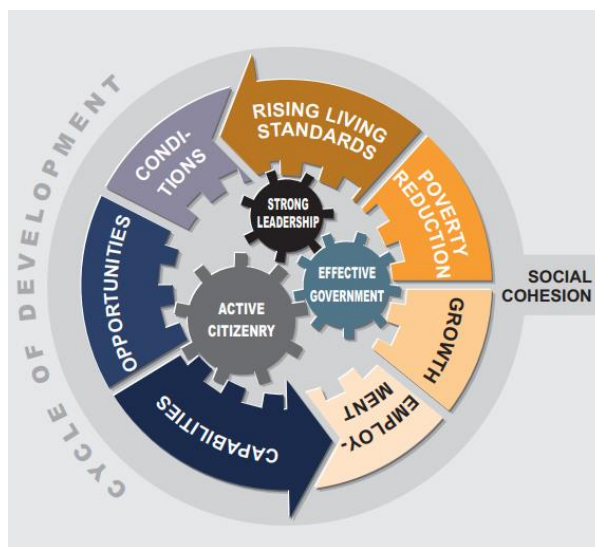 CYCLE OF DEVELOPMENT
RISING LIVING
STANDARDS
POVERTY
REDUCTION
GROWTH
EMPLOY-
MENT
CAPABILITIES
OPPORTUNITIES
CONDI-
TIONS
STRONG
LEADERSHIP
EFFECTIVE
GOVERNMENT
ACTIVE
CITIZENRY
SOCIAL
COHESION